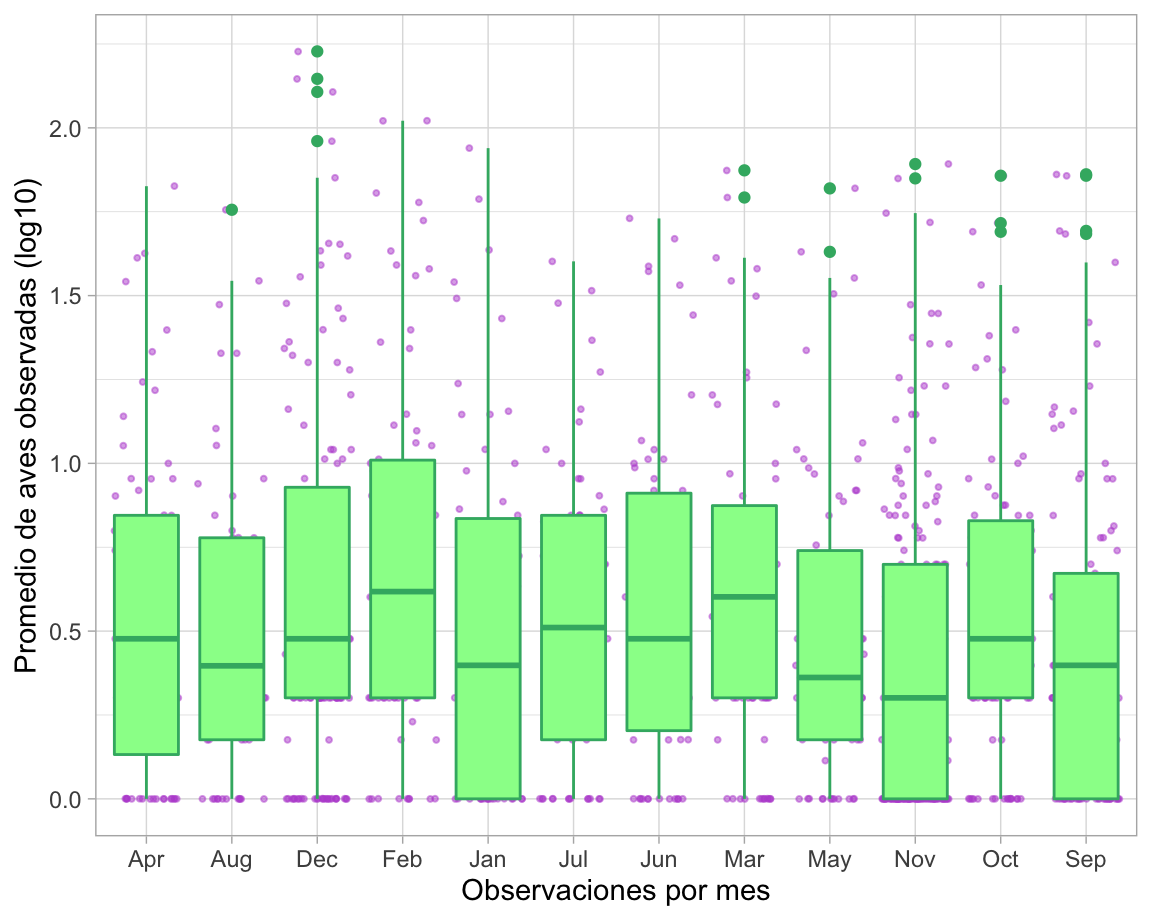 Promedio de aves observadas (log10)
2.0
1.5
1.0
0.5
0.0
Apr Aug Dec Feb Jan Jul Jun Mar May Nov Oct Sep
Observaciones por mes